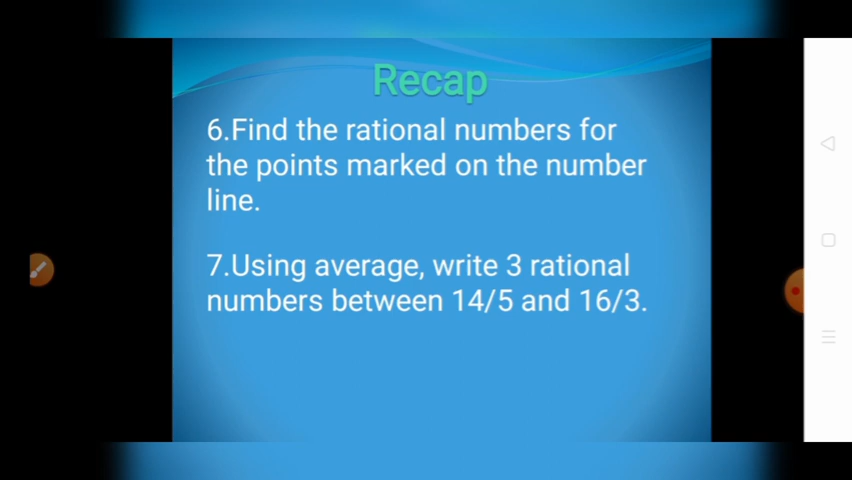 Recap
6.Find the rational numbers for
the points marked on the number
line.
7.Using average, write 3 rational
numbers between 14/5 and 16/3.